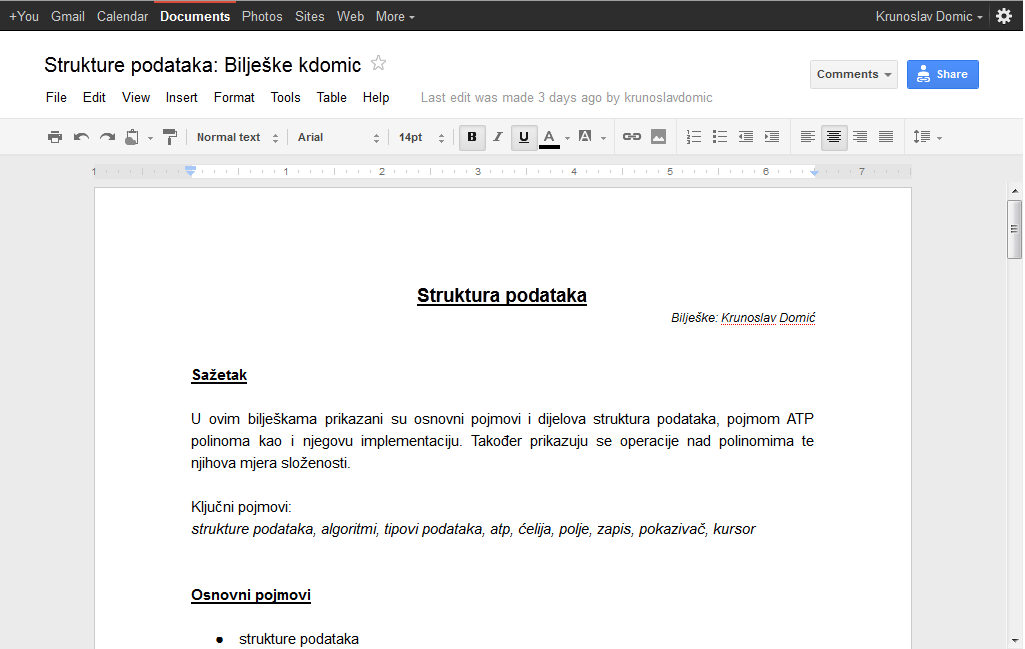 +You Gmail Calendar Documents Photos Sites Web More Krunoslav Domic
Strukture podataka: Bilješke kdomic
Comments Share
File Edit View Insert Format Tools Table Help Last edit was made 3 days ago by krunoslavdomic
Normal text Arial 14pt B I U A A
1 1 2 3 4 5 6 7
Struktura podataka
Bilješke: Krunoslav Domić
Sažetak
U ovim bilješkama prikazani su osnovni pojmovi i dijelova struktura podataka, pojmom ATP
polinoma kao i njegovu implementaciju. Također prikazuju se operacije nad polinomima te
njihova mjera složenosti.
Ključni pojmovi:
strukture podataka, algoritmi, tipovi podataka, atp, ćelija, polje, zapis, pokazivač, kursor
Osnovni pojmovi
● strukture podataka